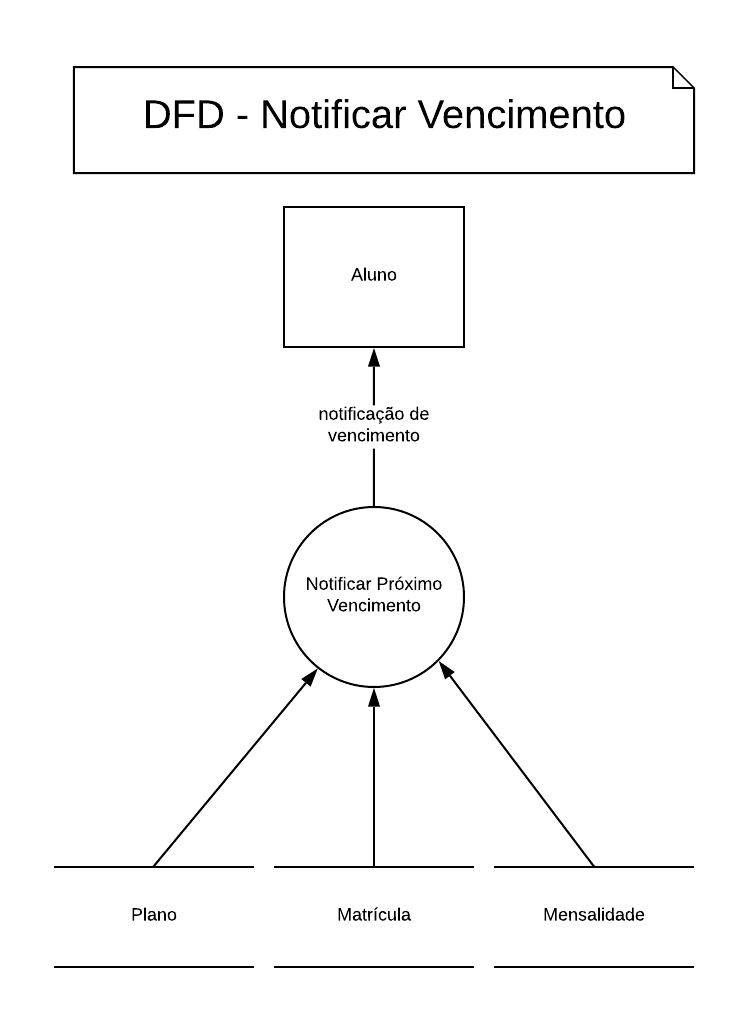 DFD - Notificar Vencimento
Aluno
notificação de
vencimento
Notificar Próximo
Vencimento
Plano
Matrícula
Mensalidade